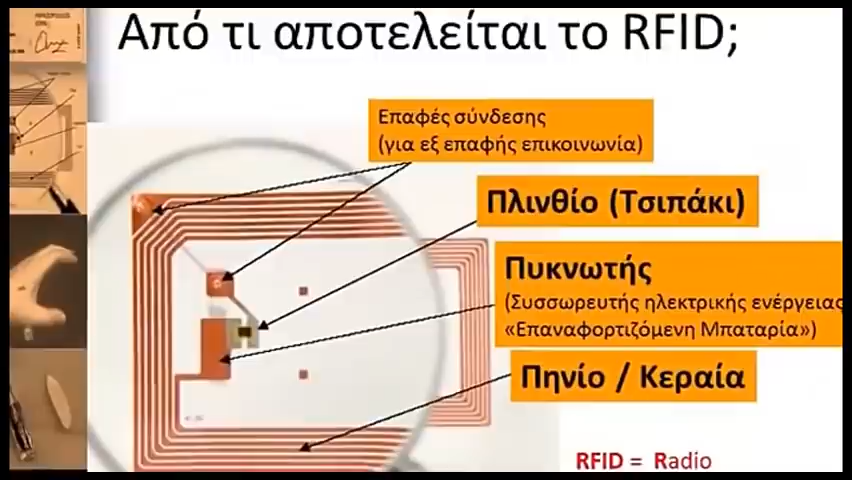 Από τι αποτελείται το RFID;
Επαφές σύνδεσης
(για εξ επαφής επικοινωνία)
Πλινθίο (Τσιπάκι)
Πυκνωτής
(Συσσωρευτής ηλεκτρικής ενέργειας
«Επαναφορτιζόμενη Μπαταρία»)
Πηνίο / Κεραία
RFID = Radio